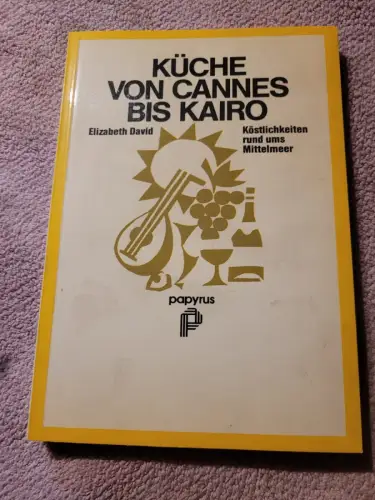 KÜCHE
VON CANNES
BIS KAIRO
Elizabeth David
Köstlichkeiten
rund ums
Mittelmeer
papyrus